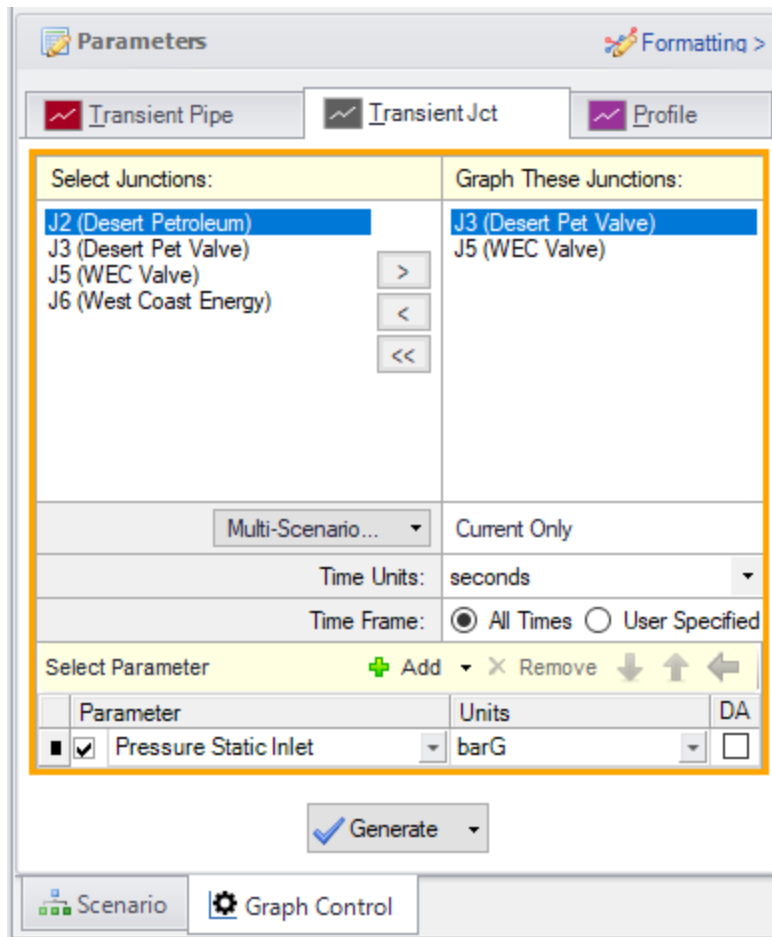 Parameters Formatting >
Transient Pipe Transient Jct Profile
Select Junctions: Graph These Junctions:
J2 (Desert Petroleum) J3 (Desert Pet Valve)
J3 (Desert Pet Valve) J5 (WEC Valve)
J5 (WEC Valve)
J6 (West Coast Energy)
>
<
<<
Multi-Scenario... Current Only
Time Units: seconds
Time Frame: All Times User Specified
Select Parameter Add Remove
Parameter Units DA
Pressure Static Inlet barG
Generate
Scenario Graph Control